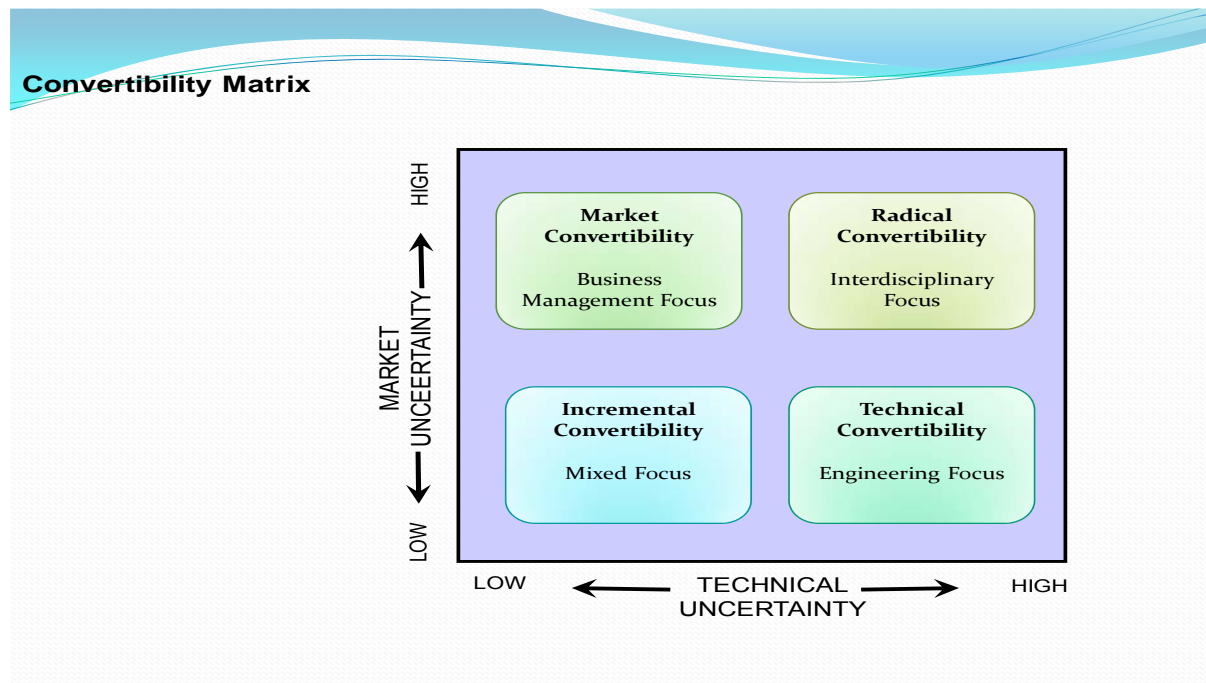 Convertibility Matrix
HIGH
MARKET
UNCEERTAINTY
LOW
Market
Convertibility
Business
Management Focus
Radical
Convertibility
Interdisciplinary
Focus
Incremental
Convertibility
Mixed Focus
Technical
Convertibility
Engineering Focus
LOW
TECHNICAL
UNCERTAINTY
HIGH